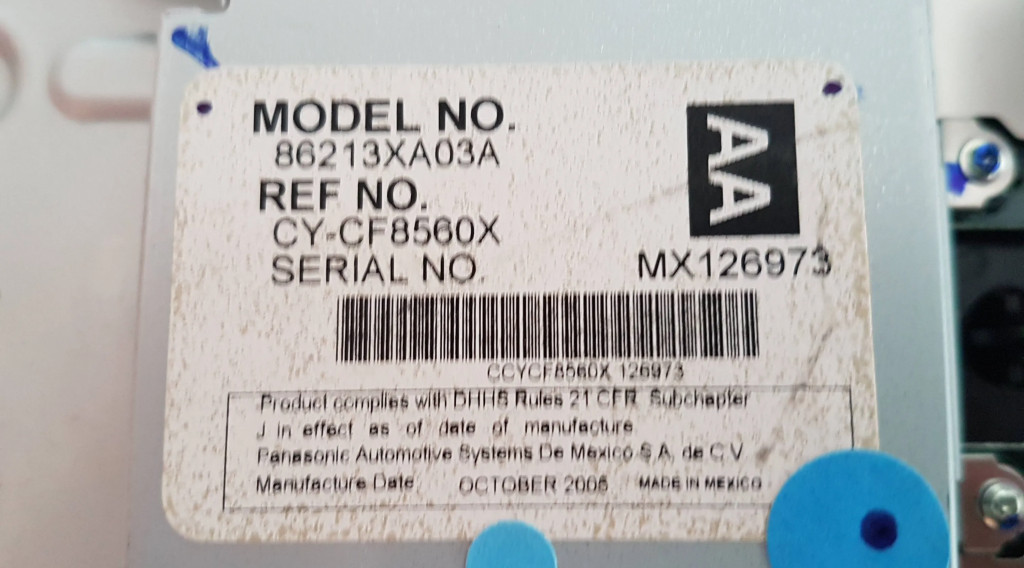 MODEL NO.
86213XA03A
REF NO.
CY-CF8560X
SERIAL NO.
MX126973
AA
CCYCF8560X 126973
Product complies with DHHS Rules 21 CFR Subchapter
J in effect as of date of manufacture
Panasonic Automotive Systems De Mexico S.A. de C.V.
Manufacture Date OCTOBER 2005 MADE IN MEXICO